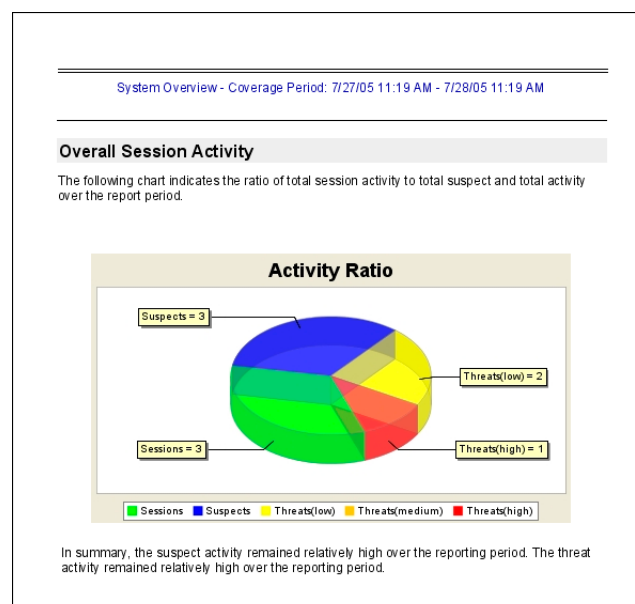 System Overview - Coverage Period: 7/27/05 11:19 AM - 7/28/05 11:19 AM
Overall Session Activity
The following chart indicates the ratio of total session activity to total suspect and total activity
over the report period.
Activity Ratio
Suspects = 3
Threats(low) = 2
Sessions = 3
Threats(high) = 1
Sessions Suspects Threats(low) Threats(medium) Threats(high)
In summary, the suspect activity remained relatively high over the reporting period. The threat
activity remained relatively high over the reporting period.